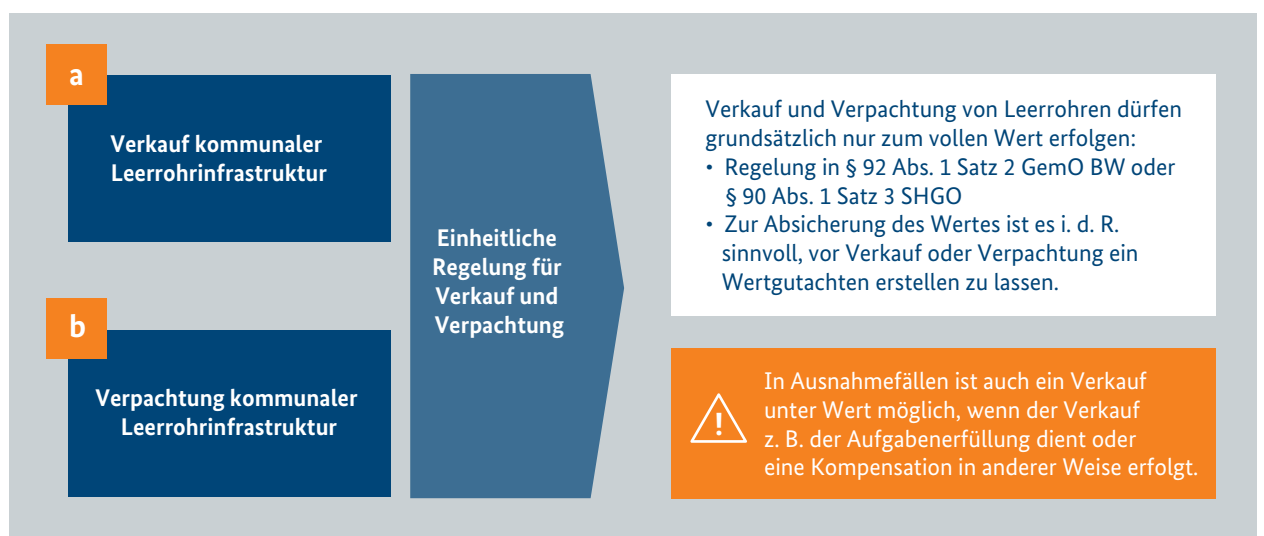 a
Verkauf kommunaler
Leerrohrinfrastruktur
b
Verpachtung kommunaler
Leerrohrinfrastruktur
Einheitliche
Regelung für
Verkauf und
Verpachtung
Verkauf und Verpachtung von Leerrohren dürfen
grundsätzlich nur zum vollen Wert erfolgen:
• Regelung in § 92 Abs. 1 Satz 2 GemO BW oder
§ 90 Abs. 1 Satz 3 SHGO
• Zur Absicherung des Wertes ist es i. d. R.
sinnvoll, vor Verkauf oder Verpachtung ein
Wertgutachten erstellen zu lassen.
!
In Ausnahmefällen ist auch ein Verkauf
unter Wert möglich, wenn der Verkauf
z. B. der Aufgabenerfüllung dient oder
eine Kompensation in anderer Weise erfolgt.